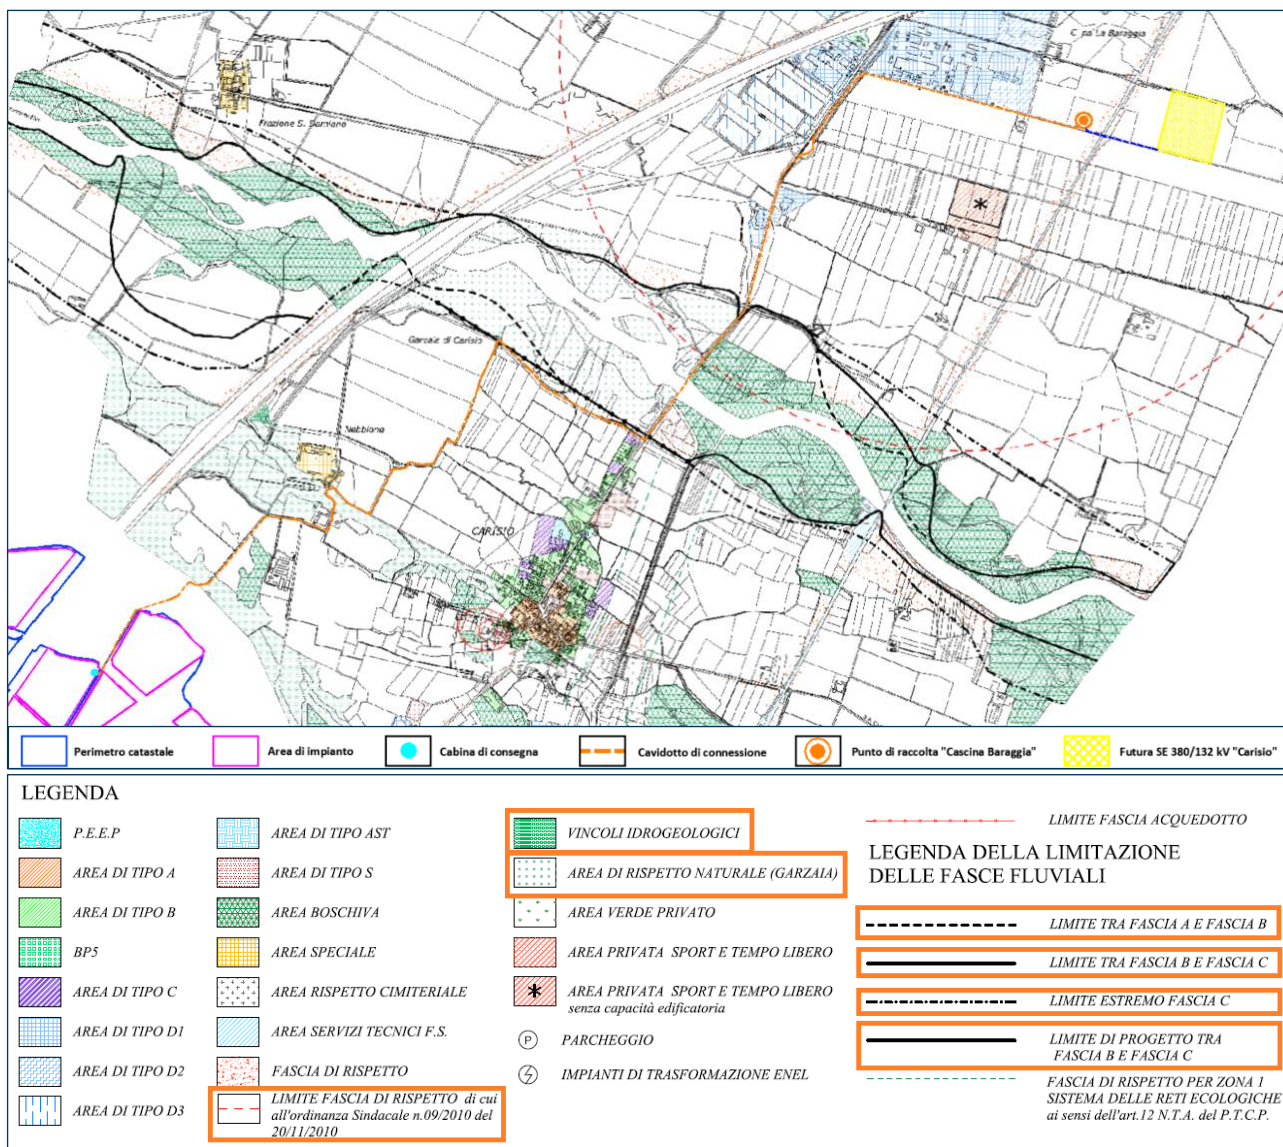 C.na La Baraggia
Frazione S. Damiano
Garzale di Carisio
Nebbione
CARISIO
Perimetro catastale
Area di impianto
Cabina di consegna
Cavidotto di connessione
Punto di raccolta "Cascina Baraggia"
Futura SE 380/132 kV "Carisio"
LEGENDA
P.E.E.P
AREA DI TIPO A
AREA DI TIPO B
BP5
AREA DI TIPO C
AREA DI TIPO D1
AREA DI TIPO D2
AREA DI TIPO D3
AREA DI TIPO AST
AREA DI TIPO S
AREA BOSCHIVA
AREA SPECIALE
AREA RISPETTO CIMITERIALE
AREA SERVIZI TECNICI F.S.
FASCIA DI RISPETTO
LIMITE FASCIA DI RISPETTO di cui
all'ordinanza Sindacale n.09/2010 del
20/11/2010
VINCOLI IDROGEOLOGICI
AREA DI RISPETTO NATURALE (GARZAIA)
AREA VERDE PRIVATO
AREA PRIVATA SPORT E TEMPO LIBERO
AREA PRIVATA SPORT E TEMPO LIBERO
senza capacità edificatoria
P PARCHEGGIO
IMPIANTI DI TRASFORMAZIONE ENEL
LIMITE FASCIA ACQUEDOTTO
LEGENDA DELLA LIMITAZIONE
DELLE FASCE FLUVIALI
LIMITE TRA FASCIA A E FASCIA B
LIMITE TRA FASCIA B E FASCIA C
LIMITE ESTREMO FASCIA C
LIMITE DI PROGETTO TRA
FASCIA B E FASCIA C
FASCIA DI RISPETTO PER ZONA 1
SISTEMA DELLE RETI ECOLOGICHE
ai sensi dell'art.12 N.T.A. del P.T.C.P.